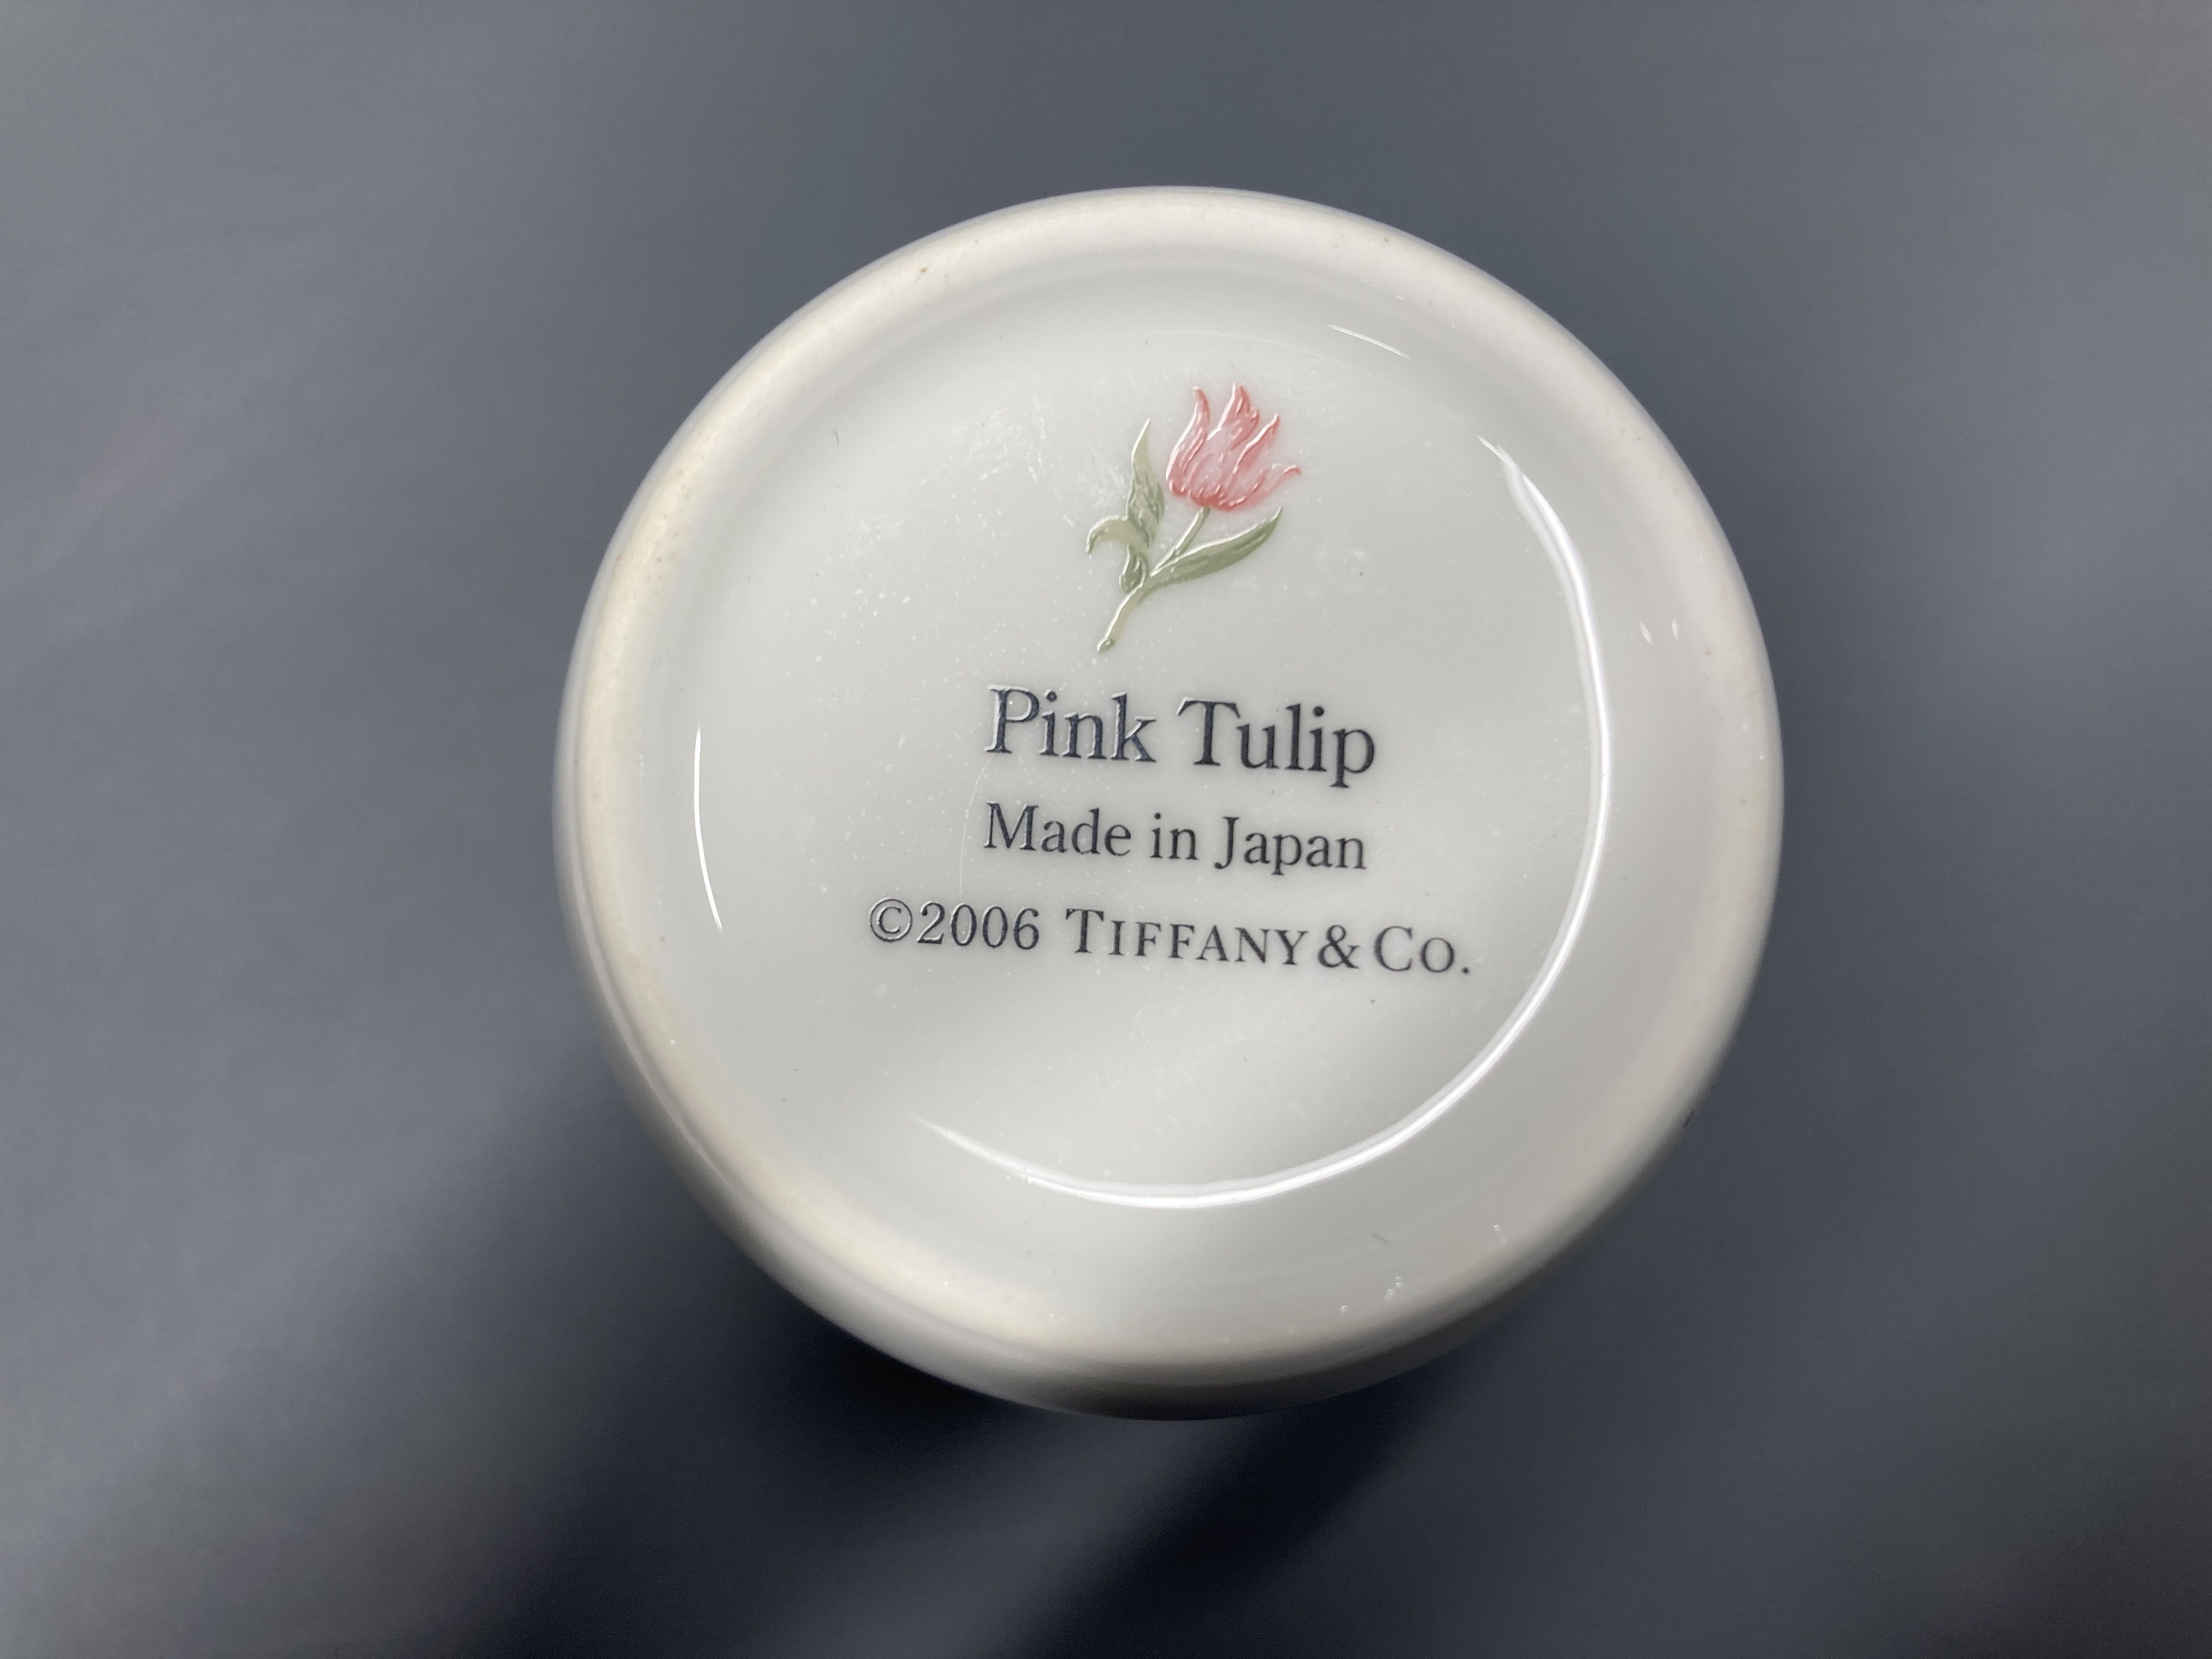 Pink Tulip
Made in Japan
©2006 TIFFANY & CO.